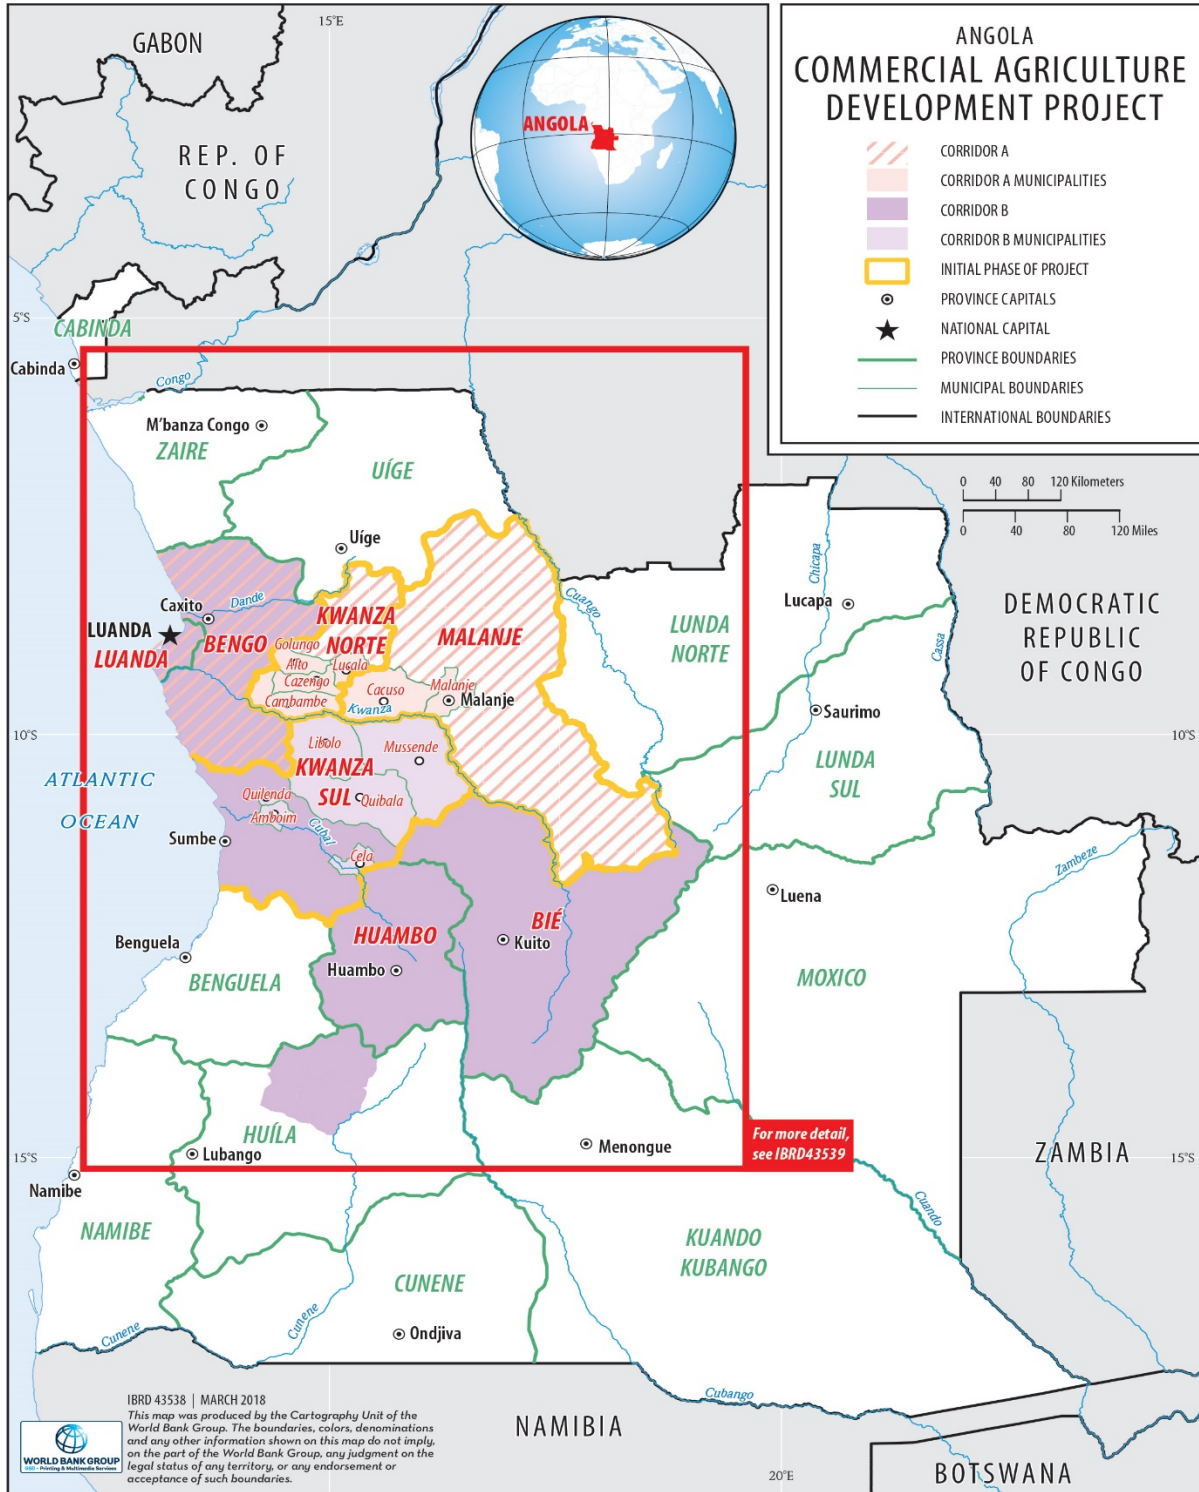 15°E
GABON
REP. OF
CONGO
ANGOLA
ANGOLA
COMMERCIAL AGRICULTURE
DEVELOPMENT PROJECT
CORRIDOR A
CORRIDOR A MUNICIPALITIES
CORRIDOR B
CORRIDOR B MUNICIPALITIES
INITIAL PHASE OF PROJECT
PROVINCE CAPITALS
NATIONAL CAPITAL
PROVINCE BOUNDARIES
MUNICIPAL BOUNDARIES
INTERNATIONAL BOUNDARIES
5°S
CABINDA
Cabinda
Congo
M'banza Congo
ZAIRE
UÍGE
0 40 80 120 Kilometers
0 40 80 120 Miles
Uíge
Chicapa
Cuango
Lucapa
Caxito
Dande
KWANZA
NORTE
LUANDA
LUANDA
BENGO
MALANJE
LUNDA
NORTE
Cassa
DEMOCRATIC
REPUBLIC
OF CONGO
Golungo
Alto
Lucala
Cazengo
Cambambe
Cacuso
Malanje
Malanje
Kwanza
Saurimo
10°S
10°S
Libolo
Mussende
KWANZA
SUL
LUNDA
SUL
ATLANTIC
OCEAN
Quilenda
Amboim
Quibala
Sumbe
Cubal
Cela
Zambeze
Luena
BIÉ
HUAMBO
Kuito
Benguela
Huambo
BENGUELA
MOXICO
HUÍLA
Lubango
Menongue
For more detail,
see IBRD43539
ZAMBIA
15°S
15°S
Namibe
NAMIBE
Cuando
KUANDO
KUBANGO
CUNENE
Cunene
Cunene
Ondjiva
Cubango
IBRD 43538 | MARCH 2018
This map was produced by the Cartography Unit of the
World Bank Group. The boundaries, colors, denominations
and any other information shown on this map do not imply,
on the part of the World Bank Group, any judgment on the
legal status of any territory, or any endorsement or
acceptance of such boundaries.
WORLD BANK GROUP
GSD – Printing & Multimedia Services
NAMIBIA
20°E
BOTSWANA